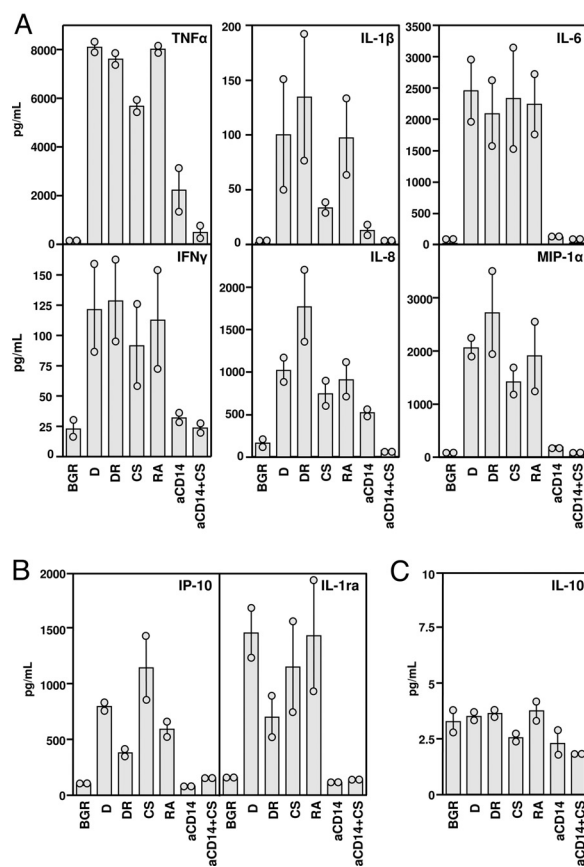 A
TNFα
IL-1β
IL-6
pg/mL
8000
6000
4000
2000
0
200
150
100
50
0
3500
3000
2500
2000
1500
1000
500
0
IFNγ
IL-8
MIP-1α
pg/mL
150
125
100
75
50
25
0
2000
1500
1000
500
0
3000
2000
1000
0
BGR
D
DR
CS
RA
aCD14
aCD14+CS
BGR
D
DR
CS
RA
aCD14
aCD14+CS
BGR
D
DR
CS
RA
aCD14
aCD14+CS
B
IP-10
IL-1ra
pg/mL
2000
1500
1000
500
0
BGR
D
DR
CS
RA
aCD14
aCD14+CS
BGR
D
DR
CS
RA
aCD14
aCD14+CS
C
IL-10
pg/mL
10
7.5
5
2.5
0
BGR
D
DR
CS
RA
aCD14
aCD14+CS